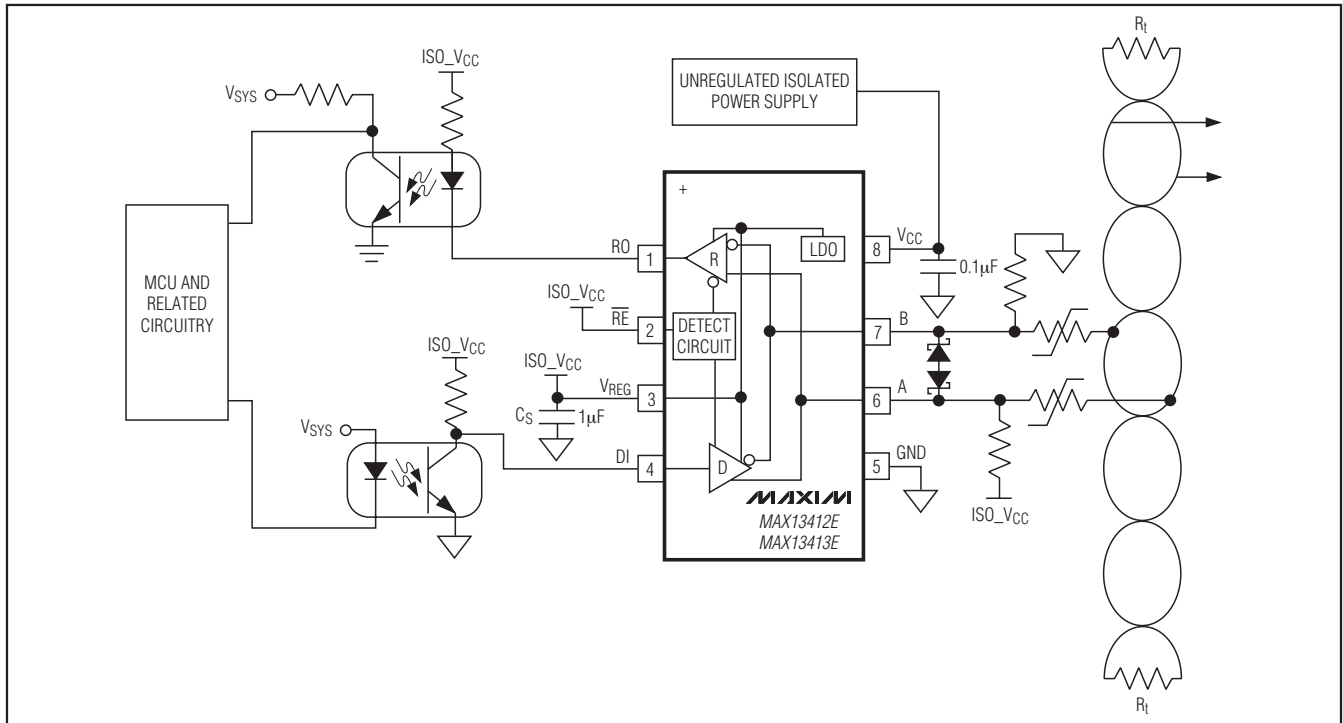 Rt
ISO_VCC
VSYS
UNREGULATED ISOLATED
POWER SUPPLY
MCU AND
RELATED
CIRCUITRY
+
RO
1
R
LDO
8
VCC
0.1µF
ISO_VCC
RE
2
DETECT
CIRCUIT
7
B
ISO_VCC
ISO_VCC
VREG
3
CS
1µF
6
A
VSYS
DI
4
D
5
GND
MAXIM
MAX13412E
MAX13413E
ISO_VCC
Rt